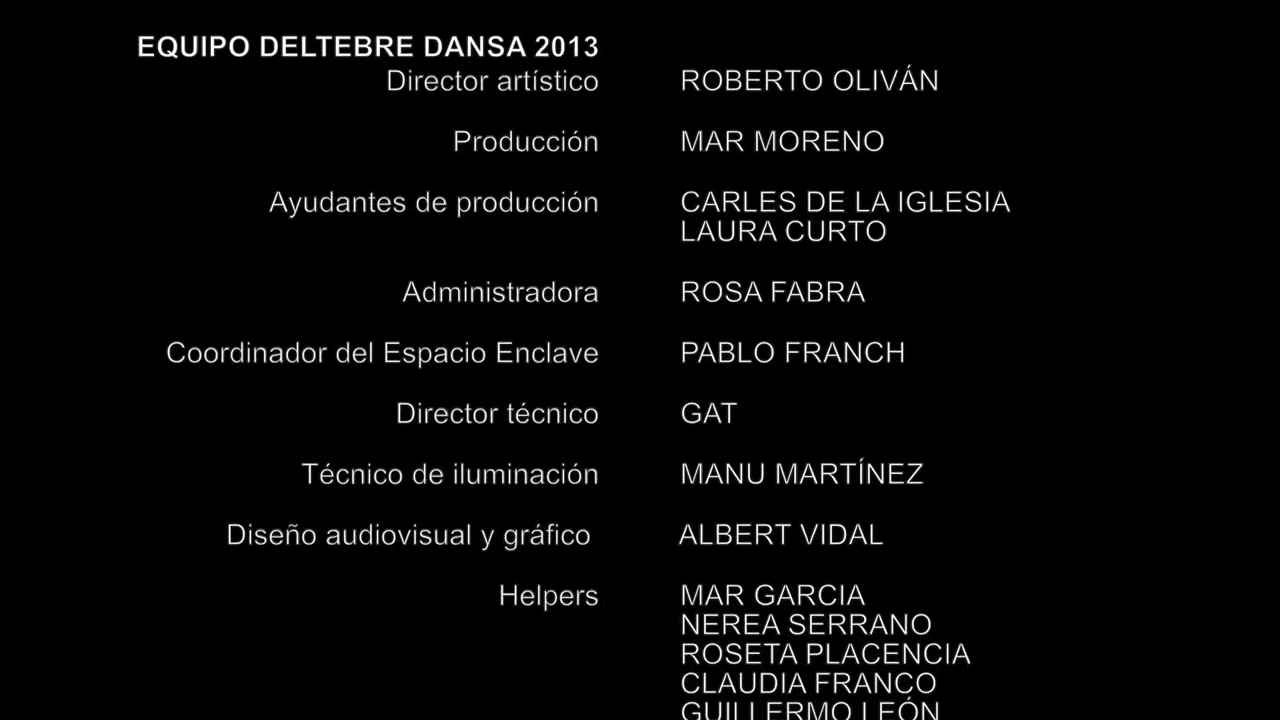 EQUIPO DELTEBRE DANSA 2013
Director artístico ROBERTO OLIVÁN
Producción MAR MORENO
Ayudantes de producción CARLES DE LA IGLESIA
LAURA CURTO
Administradora ROSA FABRA
Coordinador del Espacio Enclave PABLO FRANCH
Director técnico GAT
Técnico de iluminación MANU MARTÍNEZ
Diseño audiovisual y gráfico ALBERT VIDAL
Helpers MAR GARCIA
NEREA SERRANO
ROSETA PLACENCIA
CLAUDIA FRANCO
GUILLERMO LEÓN